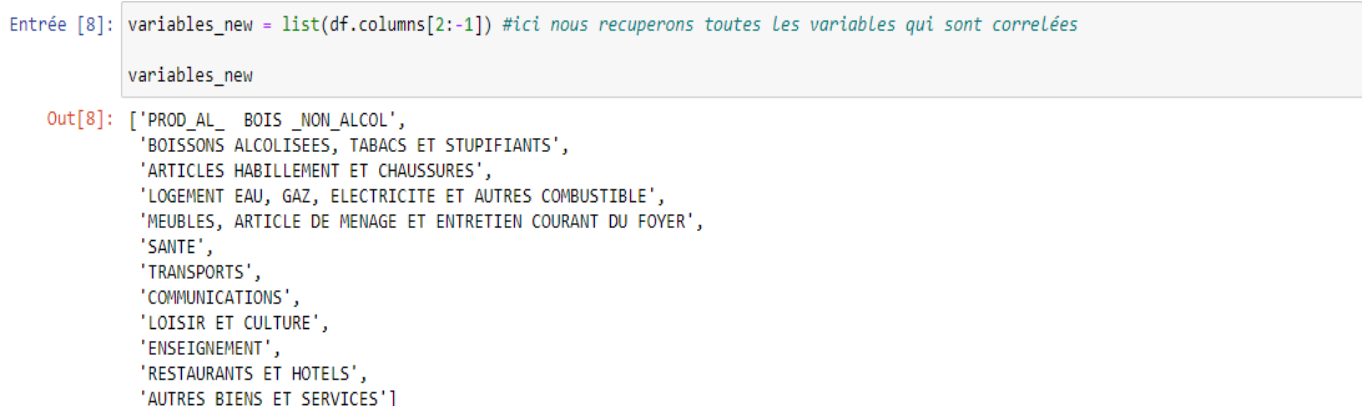 Entrée [8]: variables_new = list(df.columns[2:-1]) #ici nous recuperons toutes les variables qui sont correlées
variables_new
Out[8]: ['PROD_AL_  BOIS _NON_ALCOL',
'BOISSONS ALCOLISEES, TABACS ET STUPIFIANTS',
'ARTICLES HABILLEMENT ET CHAUSSURES',
'LOGEMENT EAU, GAZ, ELECTRICITE ET AUTRES COMBUSTIBLE',
'MEUBLES, ARTICLE DE MENAGE ET ENTRETIEN COURANT DU FOYER',
'SANTE',
'TRANSPORTS',
'COMMUNICATIONS',
'LOISIR ET CULTURE',
'ENSEIGNEMENT',
'RESTAURANTS ET HOTELS',
'AUTRES BIENS ET SERVICES']